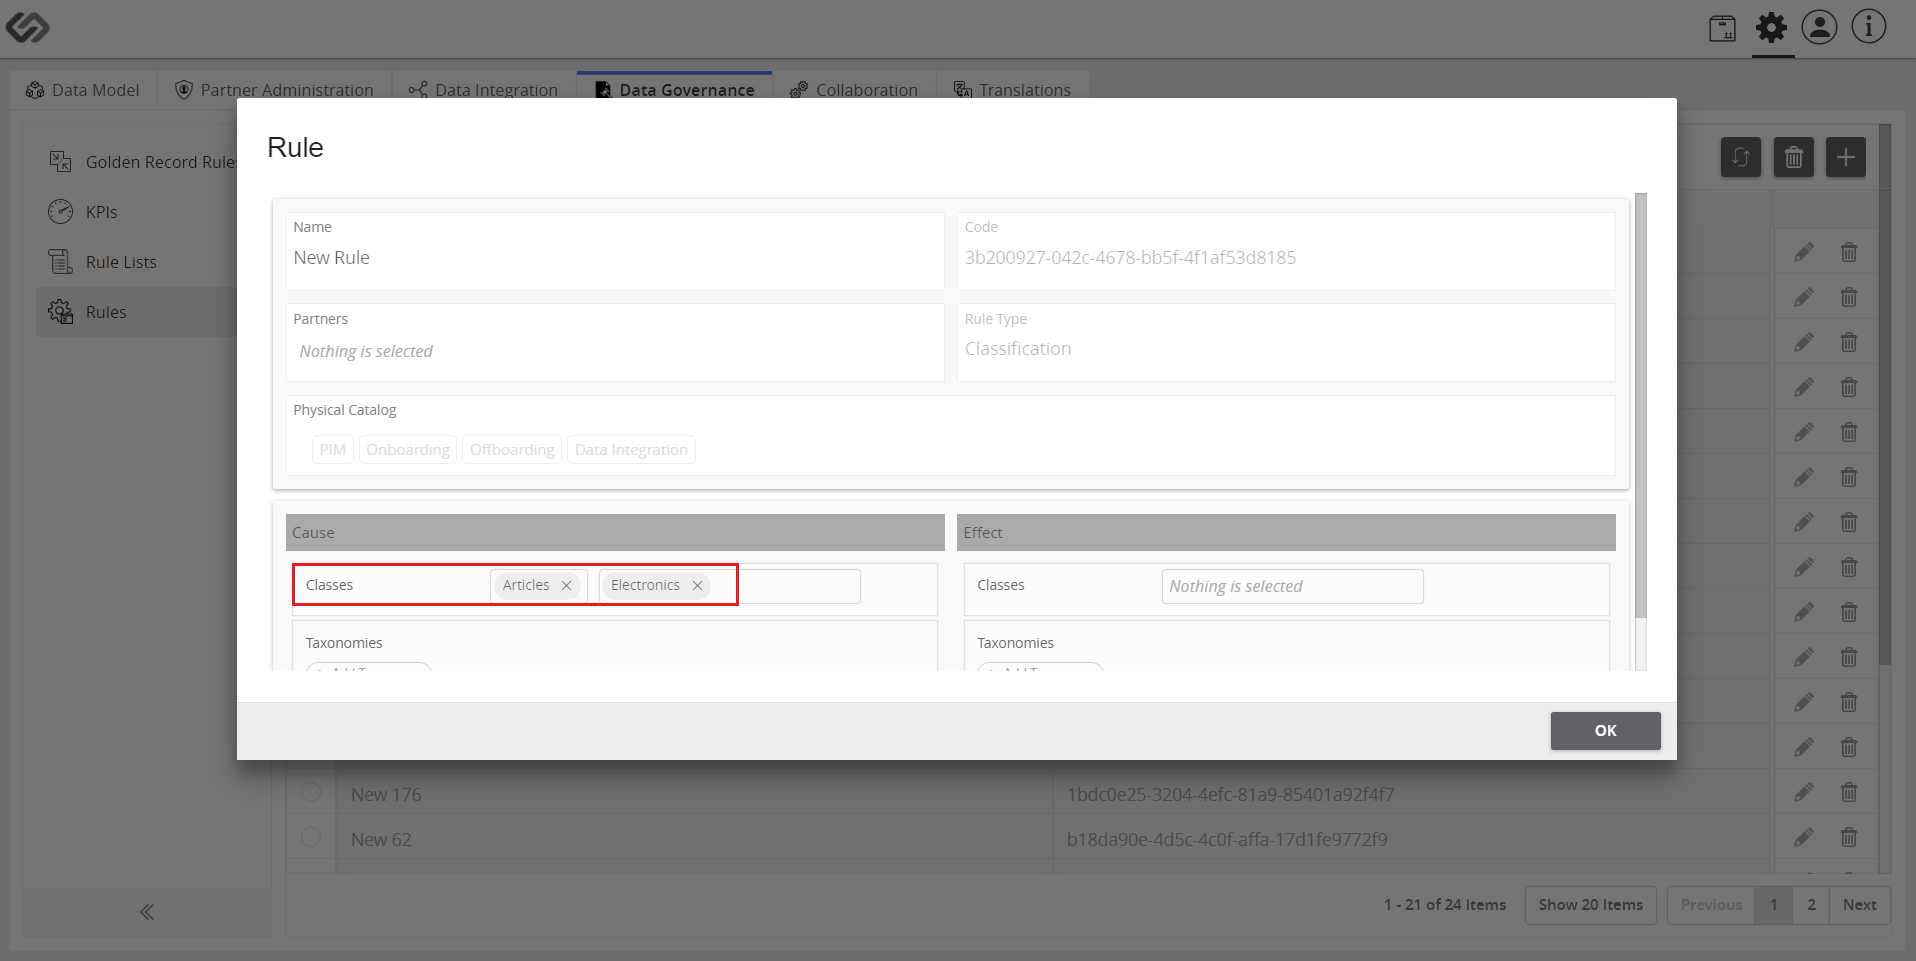 Data Model Partner Administration Data Integration Data Governance Collaboration Translations
Golden Record Rules
KPIs
Rule Lists
Rules
Rule
Name
New Rule
Code
3b200927-042c-4678-bb5f-4f1af53d8185
Partners
Nothing is selected
Rule Type
Classification
Physical Catalog
PIM Onboarding Offboarding Data Integration
Cause
Effect
Classes Articles Electronics
Classes Nothing is selected
Taxonomies
Taxonomies
OK
New 176 1bdc0e25-3204-4efc-81a9-85401a92f4f7
New 62 b18da90e-4d5c-4c0f-affa-17d1fe9772f9
1 - 21 of 24 Items Show 20 Items Previous 1 2 Next